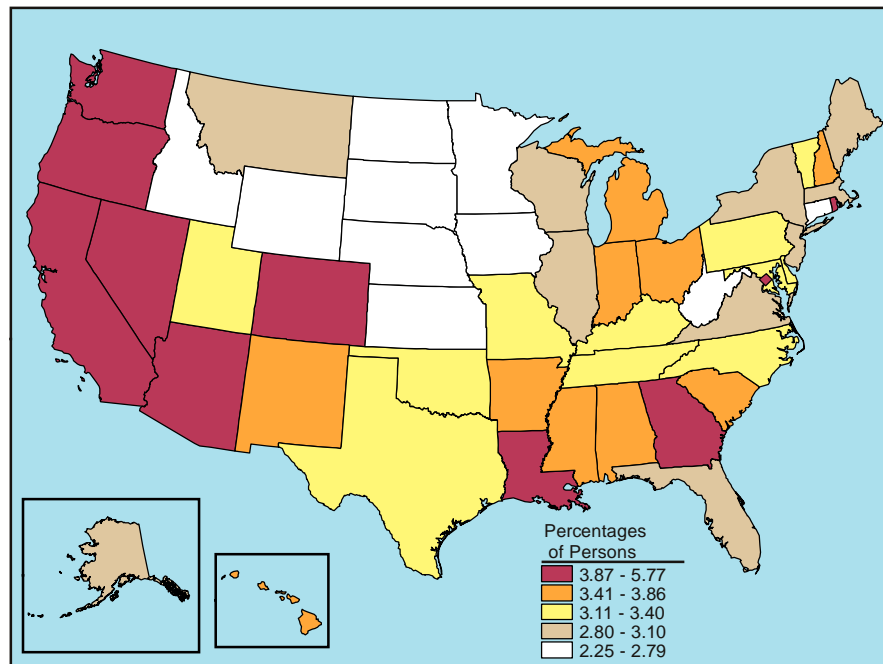 Percentages
of Persons
3.87 - 5.77
3.41 - 3.86
3.11 - 3.40
2.80 - 3.10
2.25 - 2.79